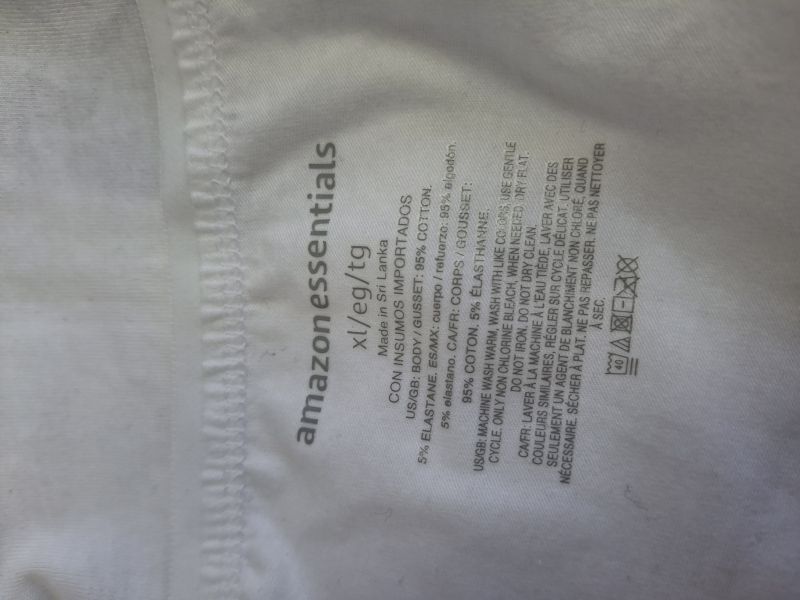 amazon essentials
xl/eg/tg
Made in Sri Lanka
CON INSUMOS IMPORTADOS
US/GB: BODY / GUSSET: 95% COTTON.
5% ELASTANE. ES/MX: cuerpo / refuerzo: 95% algodón.
5% elastano. CA/FR: CORPS / GOUSSET:
95% COTON, 5% ÉLASTHANNE.
US/GB: MACHINE WASH WARM, WASH WITH LIKE COLORS, USE GENTLE
CYCLE. ONLY NON CHLORINE BLEACH, WHEN NEEDED. DRY FLAT.
DO NOT IRON. DO NOT DRY CLEAN.
CA/FR: LAVER À LA MACHINE À L'EAU TIÈDE, LAVER AVEC DES
COULEURS SIMILAIRES, RÉGLER SUR CYCLE DÉLICAT. UTILISER
SEULEMENT UN AGENT DE BLANCHIMENT NON CHLORÉ, QUAND
NÉCESSAIRE. SÉCHER À PLAT. NE PAS REPASSER. NE PAS NETTOYER
À SEC.
40